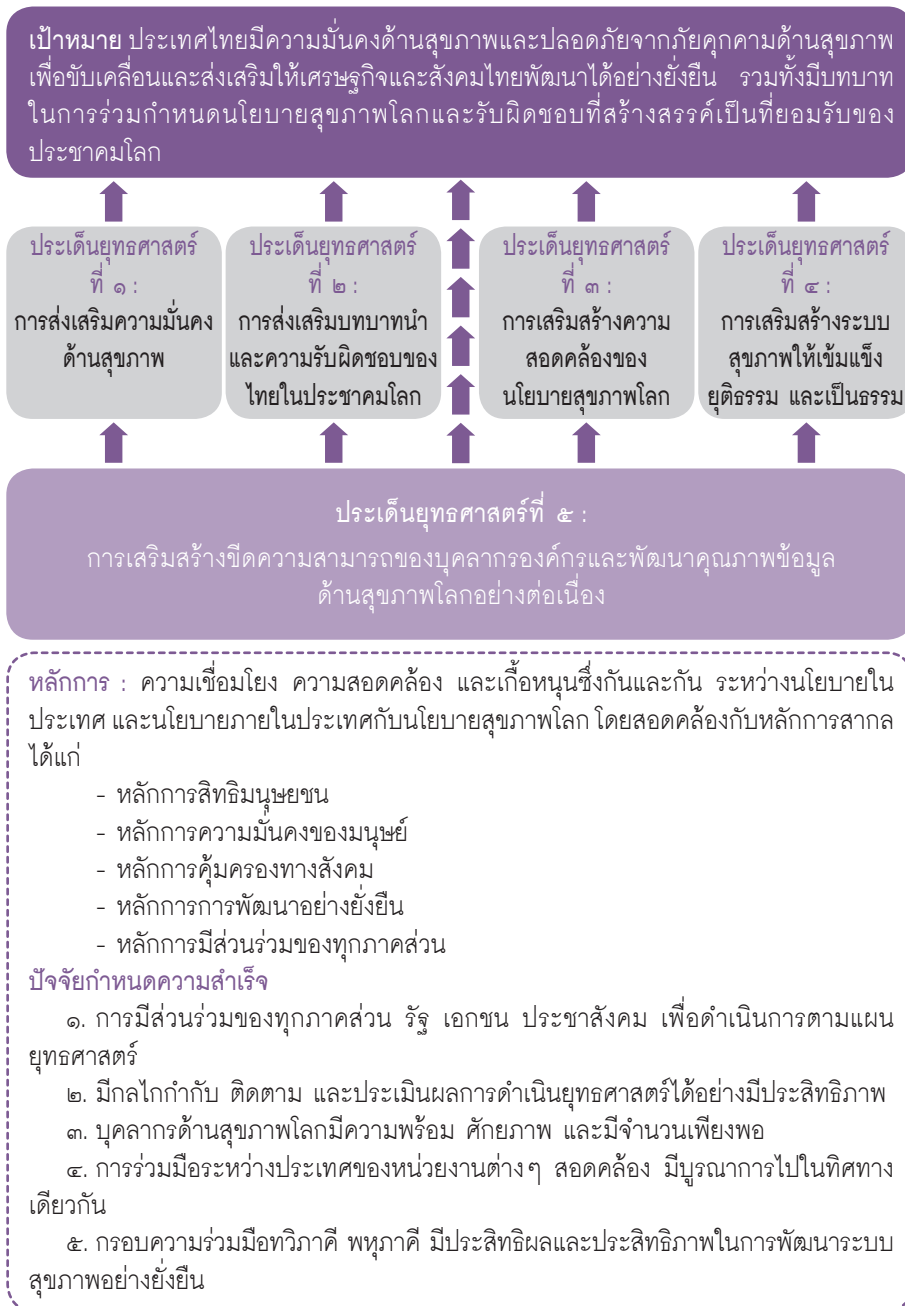 เป้าหมาย ประเทศไทยมีความมั่นคงด้านสุขภาพและปลอดภัยจากภัยคุกคามด้านสุขภาพ
เพื่อขับเคลื่อนและส่งเสริมให้เศรษฐกิจและสังคมไทยพัฒนาได้อย่างยั่งยืน รวมทั้งมีบทบาท
ในการร่วมกำหนดนโยบายสุขภาพโลกและรับผิดชอบที่สร้างสรรค์เป็นที่ยอมรับของ
ประชาคมโลก
ประเด็นยุทธศาสตร์
ที่ ๑ :
การส่งเสริมความมั่นคง
ด้านสุขภาพ
ประเด็นยุทธศาสตร์
ที่ ๒ :
การส่งเสริมบทบาทนำ
และความรับผิดชอบของ
ไทยในประชาคมโลก
ประเด็นยุทธศาสตร์
ที่ ๓ :
การเสริมสร้างความ
สอดคล้องของ
นโยบายสุขภาพโลก
ประเด็นยุทธศาสตร์
ที่ ๔ :
การเสริมสร้างระบบ
สุขภาพให้เข้มแข็ง
ยุติธรรม และเป็นธรรม
ประเด็นยุทธศาสตร์ที่ ๕ :
การเสริมสร้างขีดความสามารถของบุคลากรองค์กรและพัฒนาคุณภาพข้อมูล
ด้านสุขภาพโลกอย่างต่อเนื่อง
หลักการ : ความเชื่อมโยง ความสอดคล้อง และเกื้อหนุนซึ่งกันและกัน ระหว่างนโยบายใน
ประเทศ และนโยบายภายในประเทศกับนโยบายสุขภาพโลก โดยสอดคล้องกับหลักการสากล
ได้แก่
- หลักการสิทธิมนุษยชน
- หลักการความมั่นคงของมนุษย์
- หลักการคุ้มครองทางสังคม
- หลักการการพัฒนาอย่างยั่งยืน
- หลักการมีส่วนร่วมของทุกภาคส่วน
ปัจจัยกำหนดความสำเร็จ
๑. การมีส่วนร่วมของทุกภาคส่วน รัฐ เอกชน ประชาสังคม เพื่อดำเนินการตามแผน
ยุทธศาสตร์
๒. มีกลไกกำกับ ติดตาม และประเมินผลการดำเนินยุทธศาสตร์ได้อย่างมีประสิทธิภาพ
๓. บุคลากรด้านสุขภาพโลกมีความพร้อม ศักยภาพ และมีจำนวนเพียงพอ
๔. การร่วมมือระหว่างประเทศของหน่วยงานต่างๆ สอดคล้อง มีบูรณาการไปในทิศทาง
เดียวกัน
๕. กรอบความร่วมมือทวิภาคี พหุภาคี มีประสิทธิผลและประสิทธิภาพในการพัฒนาระบบ
สุขภาพอย่างยั่งยืน